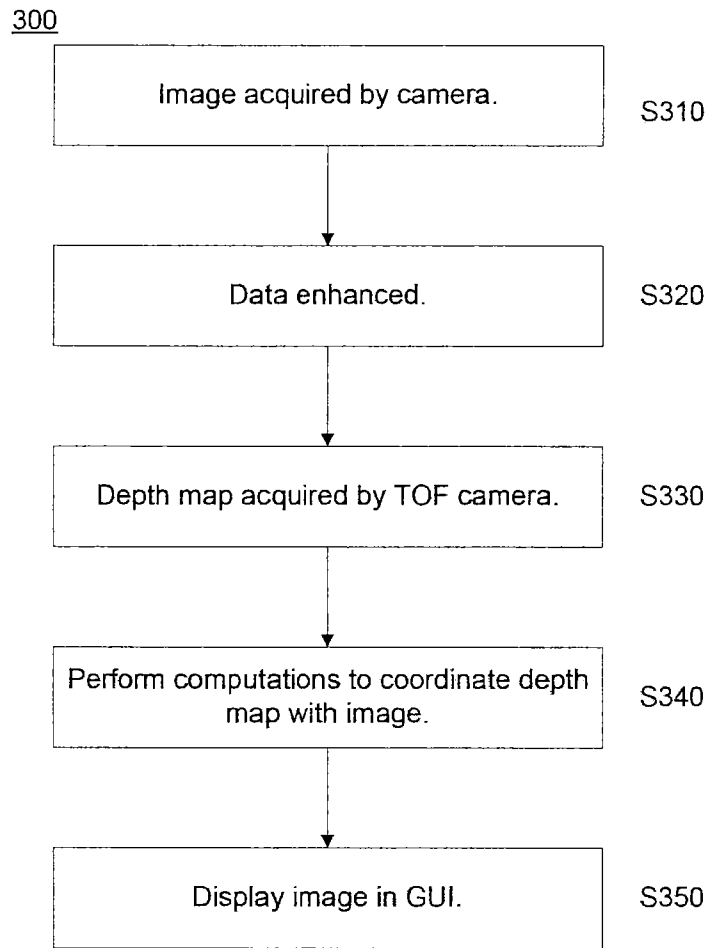 300
Image acquired by camera.
S310
Data enhanced.
S320
Depth map acquired by TOF camera.
S330
Perform computations to coordinate depth
map with image.
S340
Display image in GUI.
S350